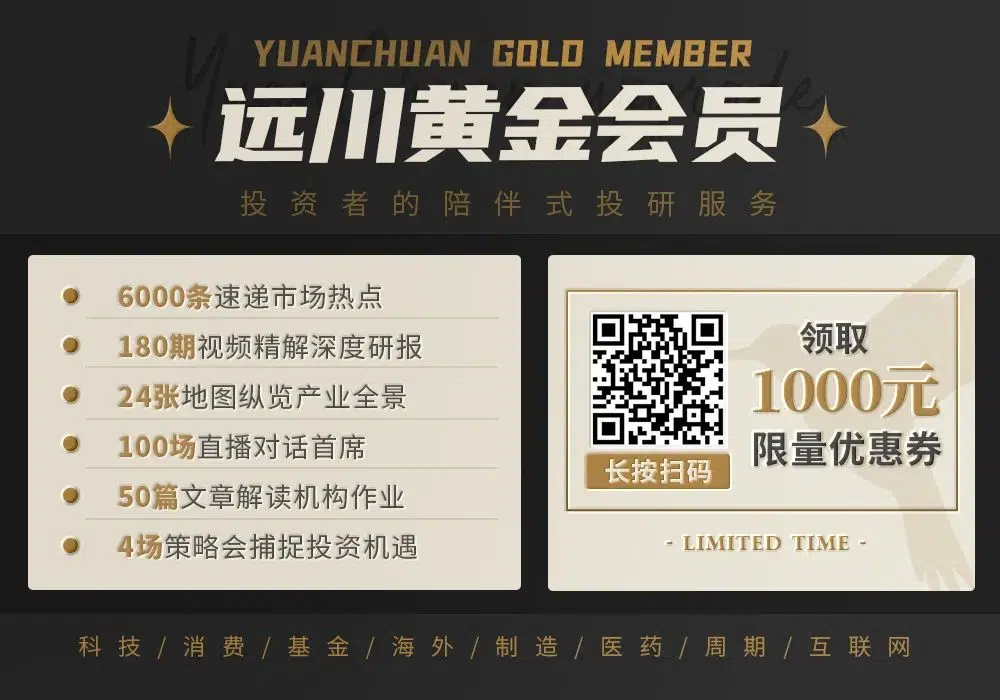 YUANCHUAN GOLD MEMBER
远川黄金会员
投资者的陪伴式投研服务
6000条速递市场热点
180期视频精解深度研报
24张地图纵览产业全景
100场直播对话首席
50篇文章解读机构作业
4场策略会捕捉投资机遇
领取
1000元
限量优惠券
长按扫码
- LIMITED TIME -
科技 / 消费 / 基金 / 海外 / 制造 / 医药 / 周期 / 互联网